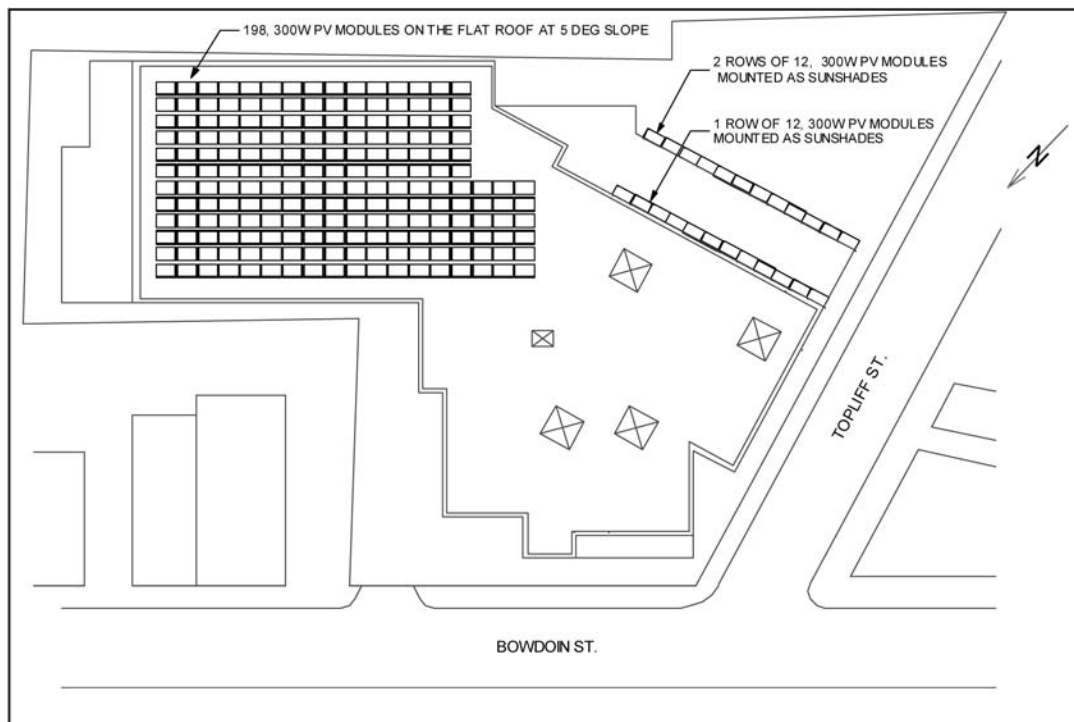 198, 300W PV MODULES ON THE FLAT ROOF AT 5 DEG SLOPE
2 ROWS OF 12, 300W PV MODULES
MOUNTED AS SUNSHADES
1 ROW OF 12, 300W PV MODULES
MOUNTED AS SUNSHADES
N
TOPLIFF ST.
BOWDOIN ST.